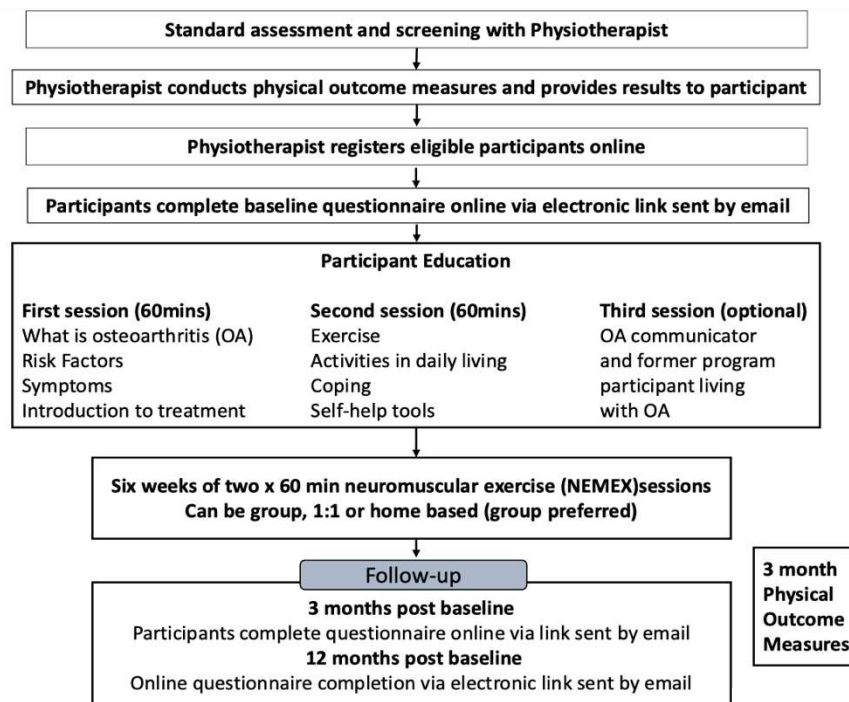 Standard assessment and screening with Physiotherapist
Physiotherapist conducts physical outcome measures and provides results to participant
Physiotherapist registers eligible participants online
Participants complete baseline questionnaire online via electronic link sent by email
Participant Education
First session (60mins)
What is osteoarthritis (OA)
Risk Factors
Symptoms
Introduction to treatment
Second session (60mins)
Exercise
Activities in daily living
Coping
Self-help tools
Third session (optional)
OA communicator
and former program
participant living
with OA
Six weeks of two x 60 min neuromuscular exercise (NEMEX)sessions
Can be group, 1:1 or home based (group preferred)
Follow-up
3 months post baseline
Participants complete questionnaire online via link sent by email
12 months post baseline
Online questionnaire completion via electronic link sent by email
3 month
Physical
Outcome
Measures